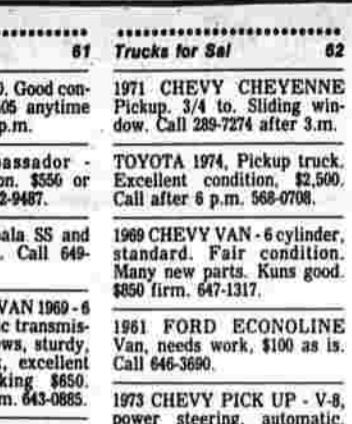 61
0. Good con-
05 anytime
p.m.
bassador -
on. $550 or
2-9487.
ala SS and
. Call 649-
VAN 1969 - 6
ic transmis-
ws, sturdy,
, excellent
king $650.
m. 643-0885.
Trucks for Sal 62
1971 CHEVY CHEYENNE
Pickup. 3/4 to. Sliding win-
dow. Call 289-7274 after 3.m.
TOYOTA 1974, Pickup truck.
Excellent condition, $2,500.
Call after 6 p.m. 568-0708.
1969 CHEVY VAN - 6 cylinder,
standard. Fair condition.
Many new parts. Kuns good.
$850 firm. 647-1317.
1961 FORD ECONOLINE
Van, needs work, $100 as is.
Call 646-3690.
1973 CHEVY PICK UP - V-8,
power steering, automatic.